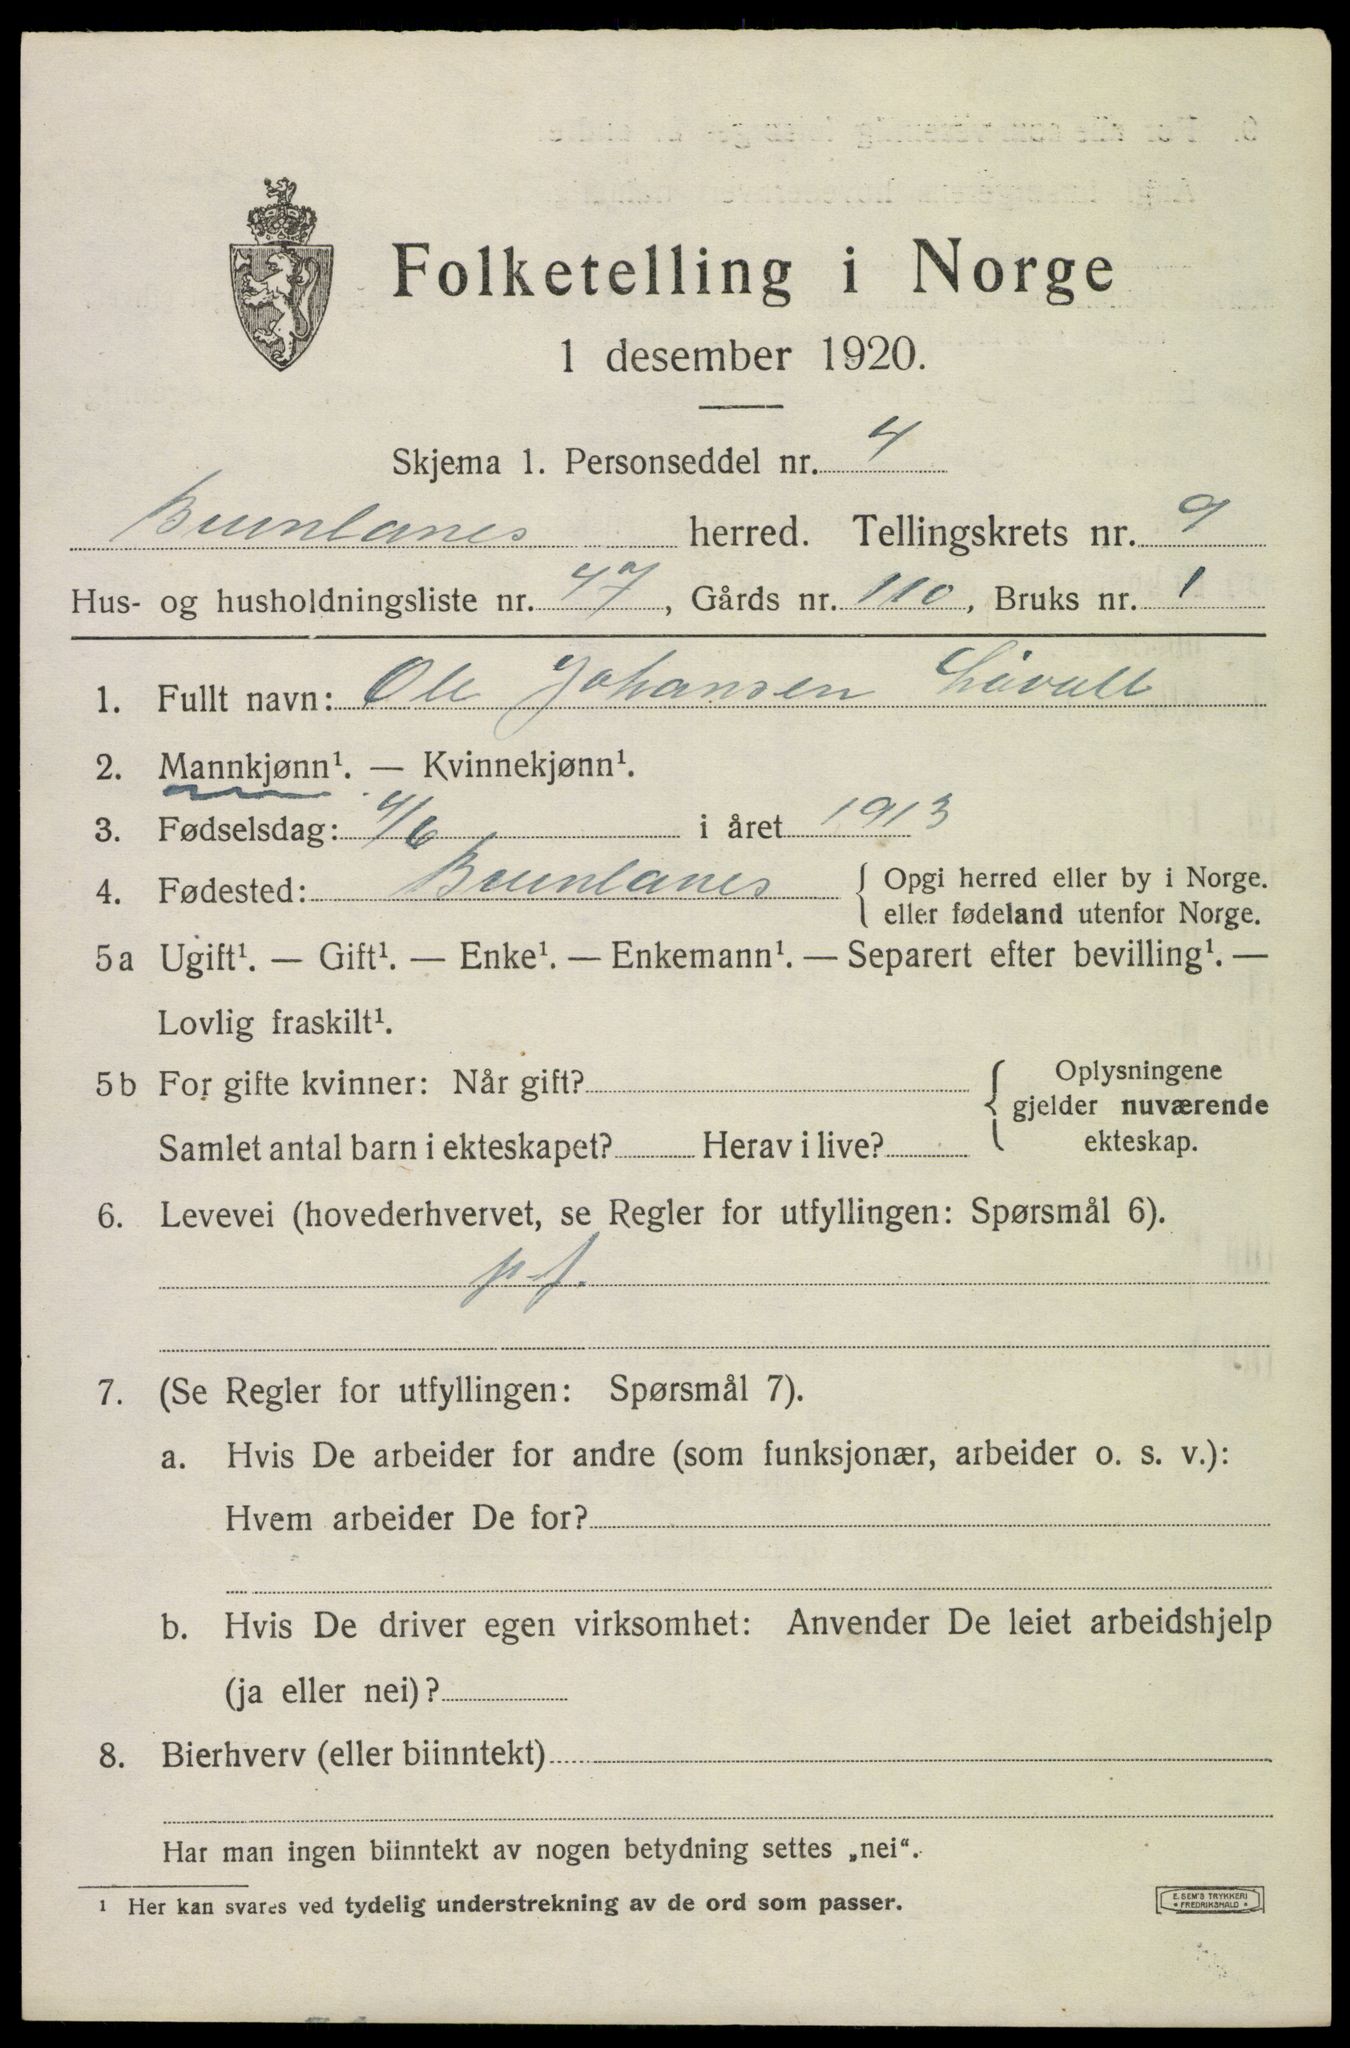 Folketelling i Norge
1 desember 1920.
Skjema 1. Personseddel nr. 4
Brunlanes herred. Tellingskrets nr. 9
Hus- og husholdningsliste nr. 47, Gårds nr. 110, Bruks nr. 1
1. Fullt navn: Ole Johansen
2. Mannkjønn¹. — Kvinnekjønn¹.
3. Fødselsdag: 4/6 i året 1913
4. Fødested: Brunlanes { Opgi herred eller by i Norge.
eller fødeland utenfor Norge.
5a Ugift¹. — Gift¹. — Enke¹. — Enkemann¹. — Separert efter bevilling¹. —
Lovlig fraskilt¹.
5b For gifte kvinner: Når gift? { Oplysningene
gjelder nuværende
Samlet antal barn i ekteskapet? Herav i live? ekteskap.
6. Levevei (hovederhvervet, se Regler for utfyllingen: Spørsmål 6).
p.f.
7. (Se Regler for utfyllingen: Spørsmål 7).
a. Hvis De arbeider for andre (som funksjonær, arbeider o. s. v.):
Hvem arbeider De for?
b. Hvis De driver egen virksomhet: Anvender De leiet arbeidshjelp
(ja eller nei)?
8. Bierhverv (eller biinntekt)
Har man ingen biinntekt av nogen betydning settes „nei“.
¹ Her kan svares ved tydelig understrekning av de ord som passer.
E. SEM'S TRYKKERI
FREDRIKSHALD